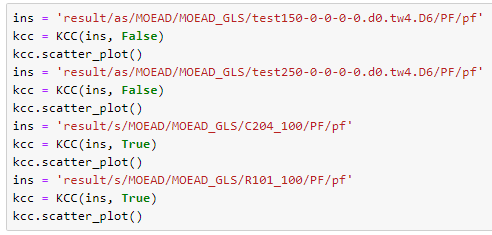 ins = 'result/as/MOEAD/MOEAD_GLS/test150-0-0-0-0.d0.tw4.D6/PF/pf'
kcc = KCC(ins, False)
kcc.scatter_plot()
ins = 'result/as/MOEAD/MOEAD_GLS/test250-0-0-0-0.d0.tw4.D6/PF/pf'
kcc = KCC(ins, False)
kcc.scatter_plot()
ins = 'result/s/MOEAD/MOEAD_GLS/C204_100/PF/pf'
kcc = KCC(ins, True)
kcc.scatter_plot()
ins = 'result/s/MOEAD/MOEAD_GLS/R101_100/PF/pf'
kcc = KCC(ins, True)
kcc.scatter_plot()